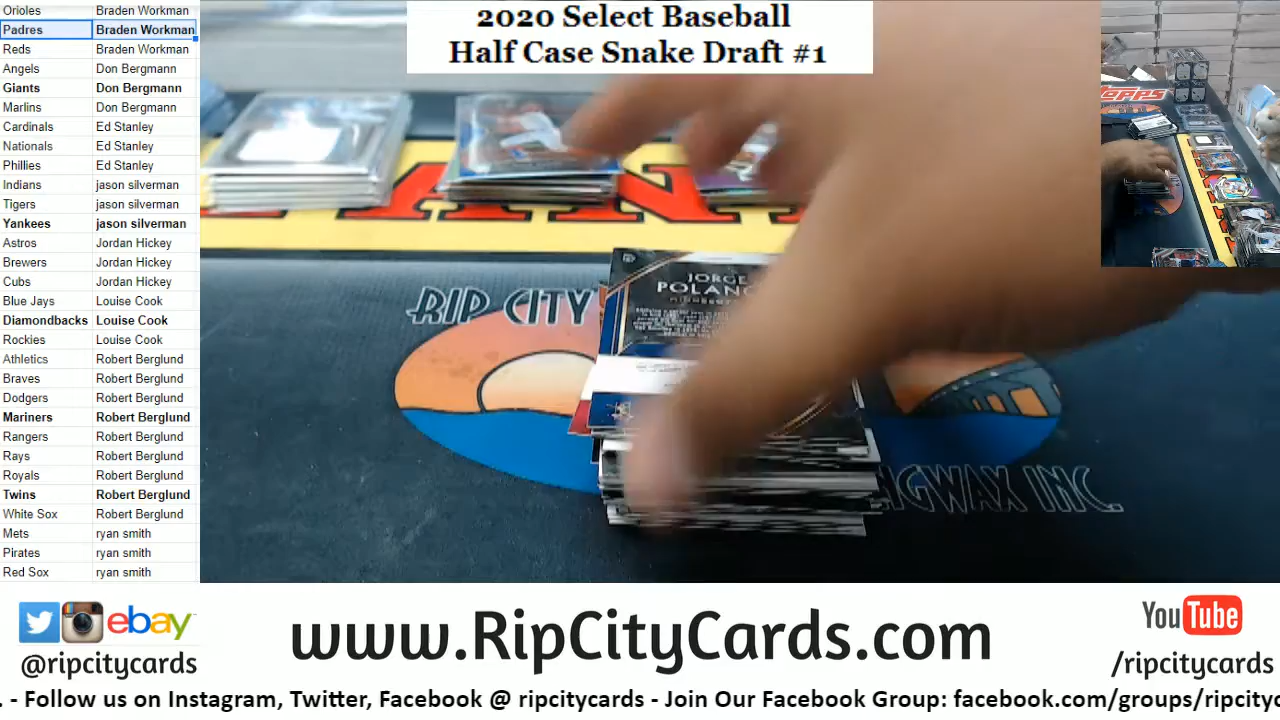 Orioles Braden Workman
Padres Braden Workman
Reds Braden Workman
Angels Don Bergmann
Giants Don Bergmann
Marlins Don Bergmann
Cardinals Ed Stanley
Nationals Ed Stanley
Phillies Ed Stanley
Indians jason silverman
Tigers jason silverman
Yankees jason silverman
Astros Jordan Hickey
Brewers Jordan Hickey
Cubs Jordan Hickey
Blue Jays Louise Cook
Diamondbacks Louise Cook
Rockies Louise Cook
Athletics Robert Berglund
Braves Robert Berglund
Dodgers Robert Berglund
Mariners Robert Berglund
Rangers Robert Berglund
Rays Robert Berglund
Royals Robert Berglund
Twins Robert Berglund
White Sox Robert Berglund
Mets ryan smith
Pirates ryan smith
Red Sox ryan smith
2020 Select Baseball
Half Case Snake Draft #1
TOPPS
RIP CITY
JORGE
POLANC
GWAX INC.
ebay
@ripcitycards
www.RipCityCards.com
YouTube
/ripcitycards
. - Follow us on Instagram, Twitter, Facebook @ ripcitycards - Join Our Facebook Group: facebook.com/groups/ripcityc